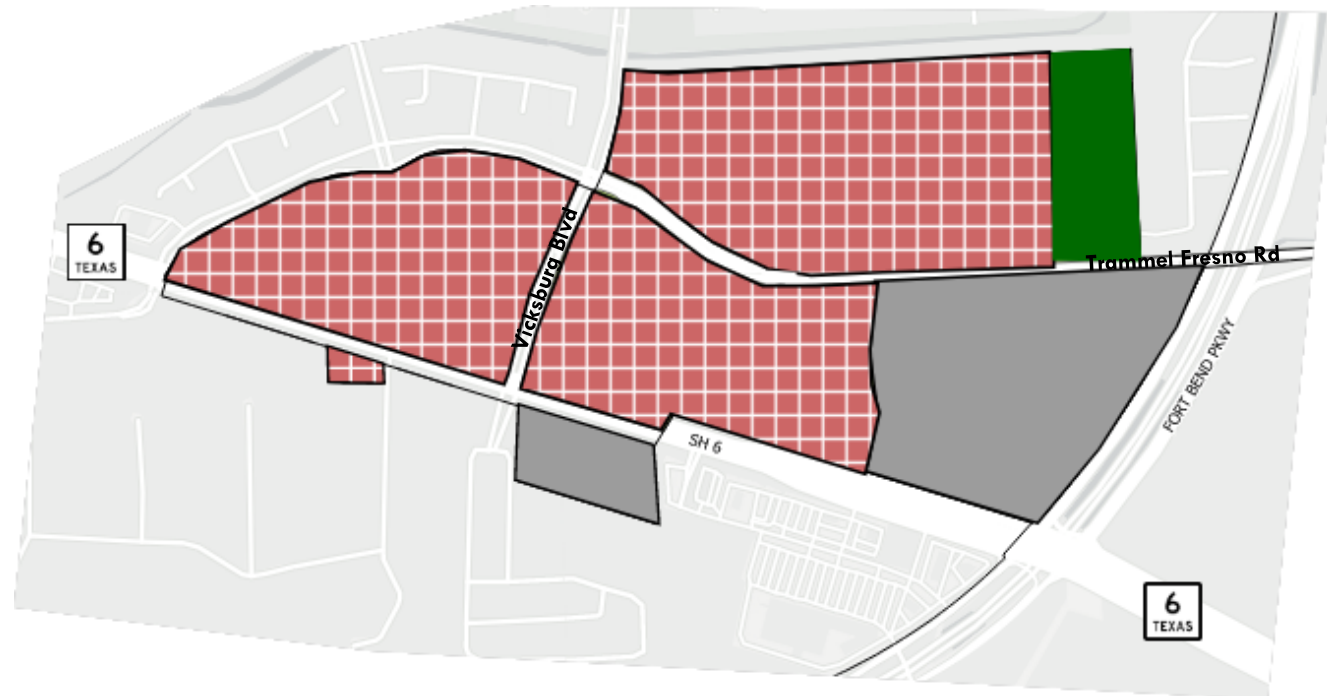 6
TEXAS
Vicksburg Blvd
Trammel Fresno Rd
FORT BEND PKWY
SH 6
6
TEXAS